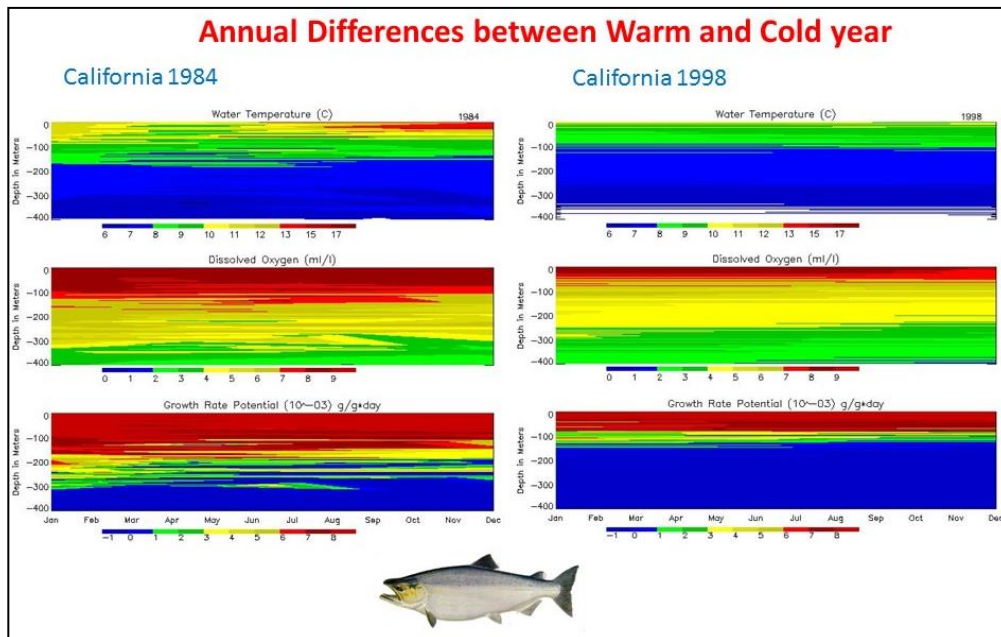 Annual Differences between Warm and Cold year
California 1984
California 1998
Water Temperature (C)
1984
Depth in Meters
0
−100
−200
−300
−400
6 7 8 9 10 11 12 13 15 17
Dissolved Oxygen (ml/l)
Depth in Meters
0
−100
−200
−300
−400
0 1 2 3 4 5 6 7 8 9
Growth Rate Potential (10^−03) g/g*day
Depth in Meters
0
−100
−200
−300
−400
Jan Feb Mar Apr May Jun Jul Aug Sep Oct Nov Dec
−1 0 1 2 3 4 5 6 7 8
Water Temperature (C)
1998
Depth in Meters
0
−100
−200
−300
−400
6 7 8 9 10 11 12 13 15 17
Dissolved Oxygen (ml/l)
Depth in Meters
0
−100
−200
−300
−400
0 1 2 3 4 5 6 7 8 9
Growth Rate Potential (10^−03) g/g*day
Depth in Meters
0
−100
−200
−300
−400
Jan Feb Mar Apr May Jun Jul Aug Sep Oct Nov Dec
−1 0 1 2 3 4 5 6 7 8